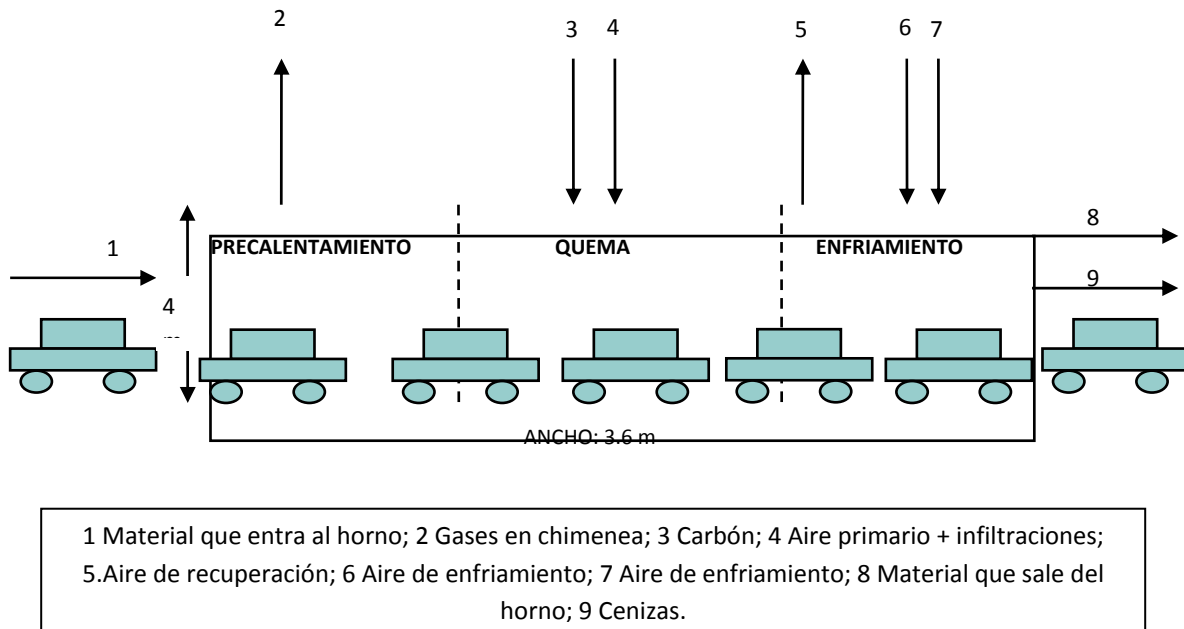 2
3
4
5
6
7
1
PRECALENTAMIENTO
QUEMA
ENFRIAMIENTO
8
9
4
ANCHO: 3.6 m
1 Material que entra al horno; 2 Gases en chimenea; 3 Carbón; 4 Aire primario + infiltraciones;
5.Aire de recuperación; 6 Aire de enfriamiento; 7 Aire de enfriamiento; 8 Material que sale del
horno; 9 Cenizas.